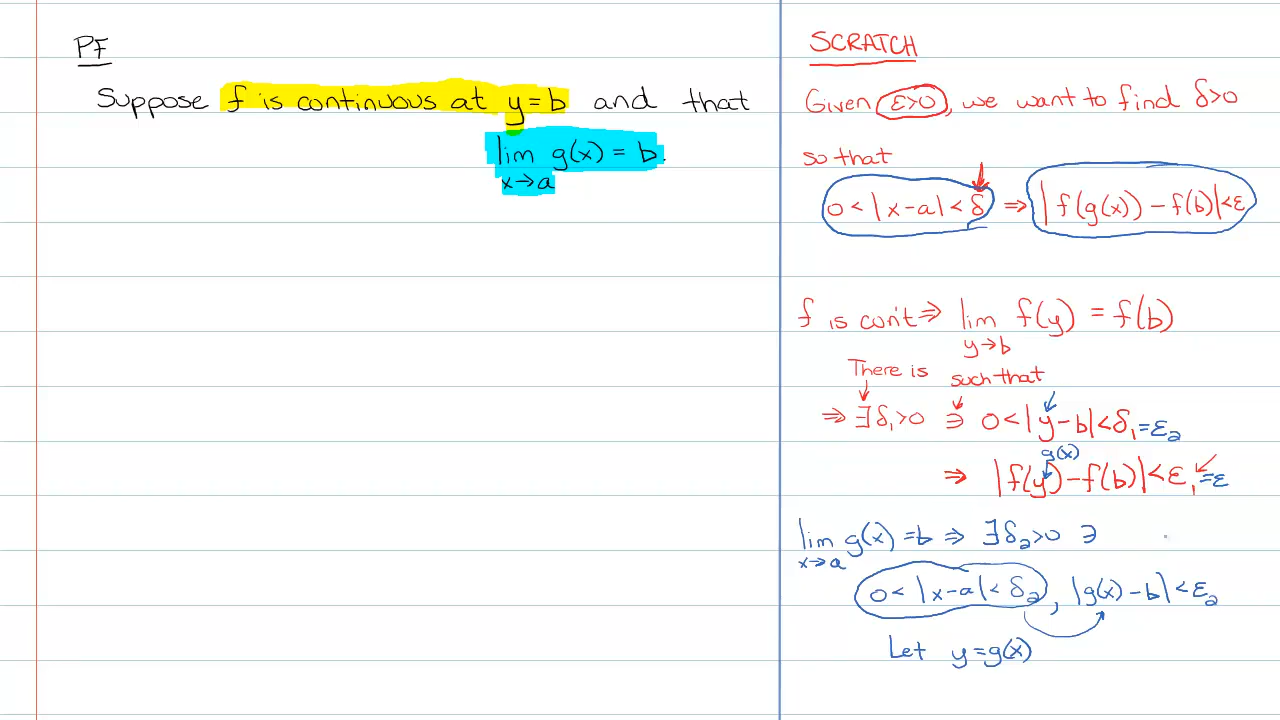 PF
Suppose f is continuous at y=b and that
lim g(x) = b.
x→a
SCRATCH
Given ε>0, we want to find δ>0
so that
0 < |x-a| < δ ⇒ |f(g(x)) - f(b)| < ε
f is con't ⇒ lim f(y) = f(b)
y→b
There is such that
⇒ ∃ δ₁>0 ∋ 0 < |y-b| < δ₁ = ε₂
g(x)
⇒ |f(y) - f(b)| < ε₁ = ε
lim g(x) = b ⇒ ∃ δ₂>0 ∋
x→a
0 < |x-a| < δ₂, |g(x) - b| < ε₂
Let y=g(x)